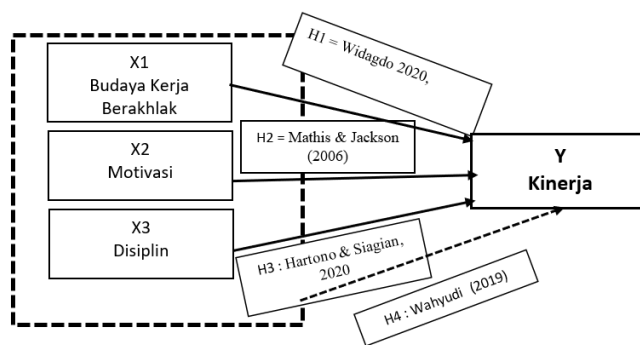 X1
Budaya Kerja
Berakhlak
H1 = Widagdo 2020,
X2
Motivasi
H2 = Mathis & Jackson
(2006)
Y
Kinerja
X3
Disiplin
H3 : Hartono & Siagian,
2020
H4 : Wahyudi (2019)